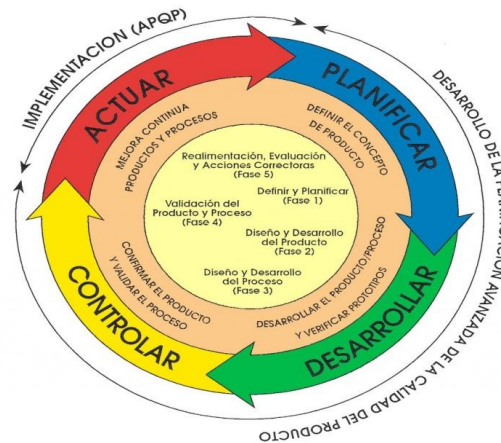 IMPLEMENTACION (APQP)
DESARROLLO DE LA PLANIFICACIÓN AVANZADA DE LA CALIDAD DEL PRODUCTO
ACTUAR
PLANIFICAR
DESARROLLAR
CONTROLAR
MEJORA CONTINUA
PRODUCTOS Y PROCESOS
DEFINIR EL CONCEPTO
DE PRODUCTO
DESARROLLAR EL PRODUCTO/PROCESO
Y VERIFICAR PROTOTIPOS
CONFIRMAR EL PRODUCTO
Y VALIDAR EL PROCESO
Realimentación, Evaluación
y Acciones Correctoras
(Fase 5)
Definir y Planificar
(Fase 1)
Validación del
Producto y Proceso
(Fase 4)
Diseño y Desarrollo
del Producto
(Fase 2)
Diseño y Desarrollo
del Proceso
(Fase 3)